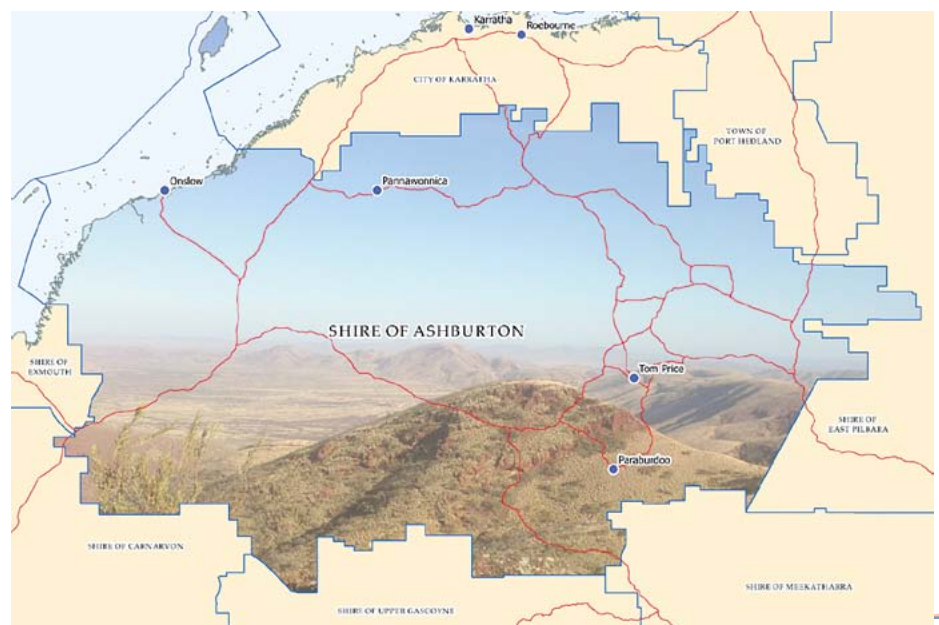 Karratha
Roebourne
CITY OF KARRATHA
TOWN OF
PORT HEDLAND
Onslow
Pannawonnica
SHIRE OF ASHBURTON
SHIRE OF
EXMOUTH
Tom Price
SHIRE OF
EAST PILBARA
Paraburdoo
SHIRE OF CARNARVON
SHIRE OF MEEKATHARRA
SHIRE OF UPPER GASCOYNE